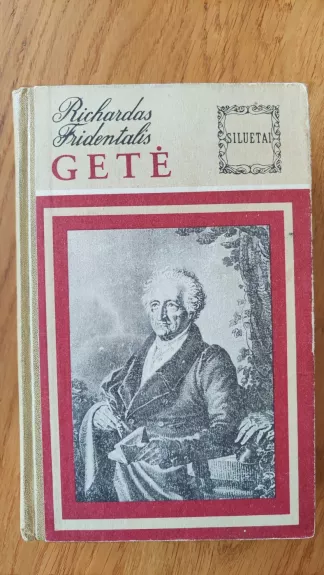 Richardas
Fridentalis
GETĖ
SILUETAI